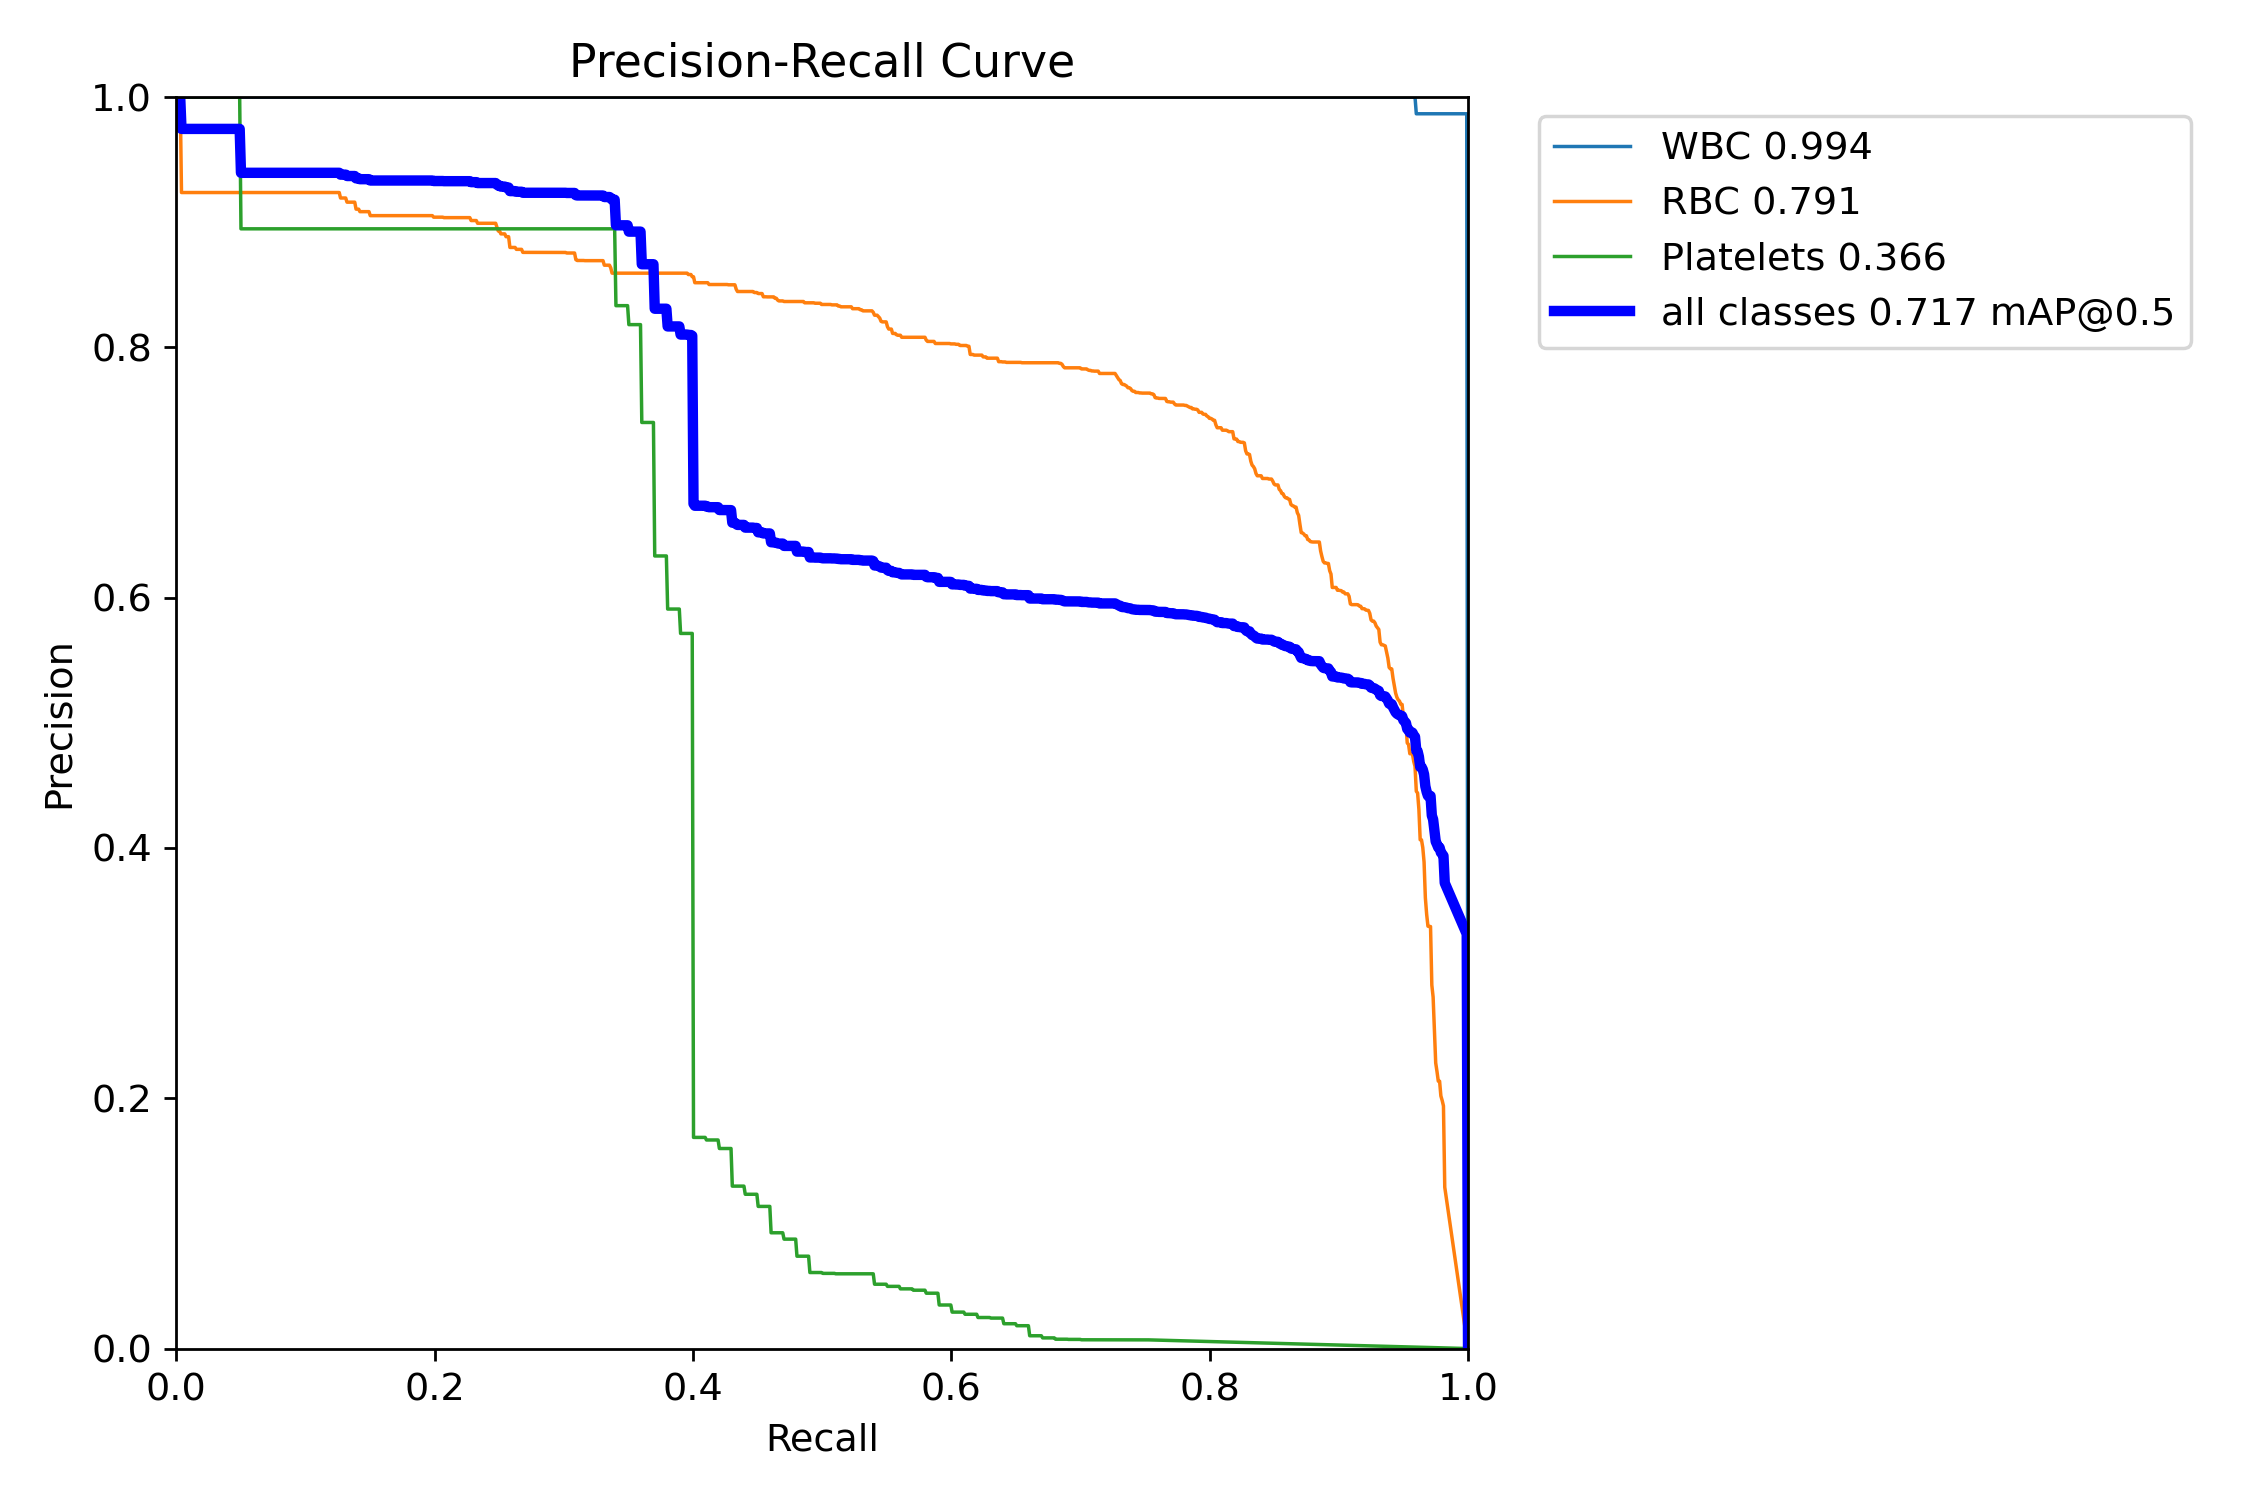 Precision-Recall Curve
1.0
0.8
0.6
0.4
0.2
0.0
Precision
0.0 0.2 0.4 0.6 0.8 1.0
Recall
WBC 0.994
RBC 0.791
Platelets 0.366
all classes 0.717 mAP@0.5